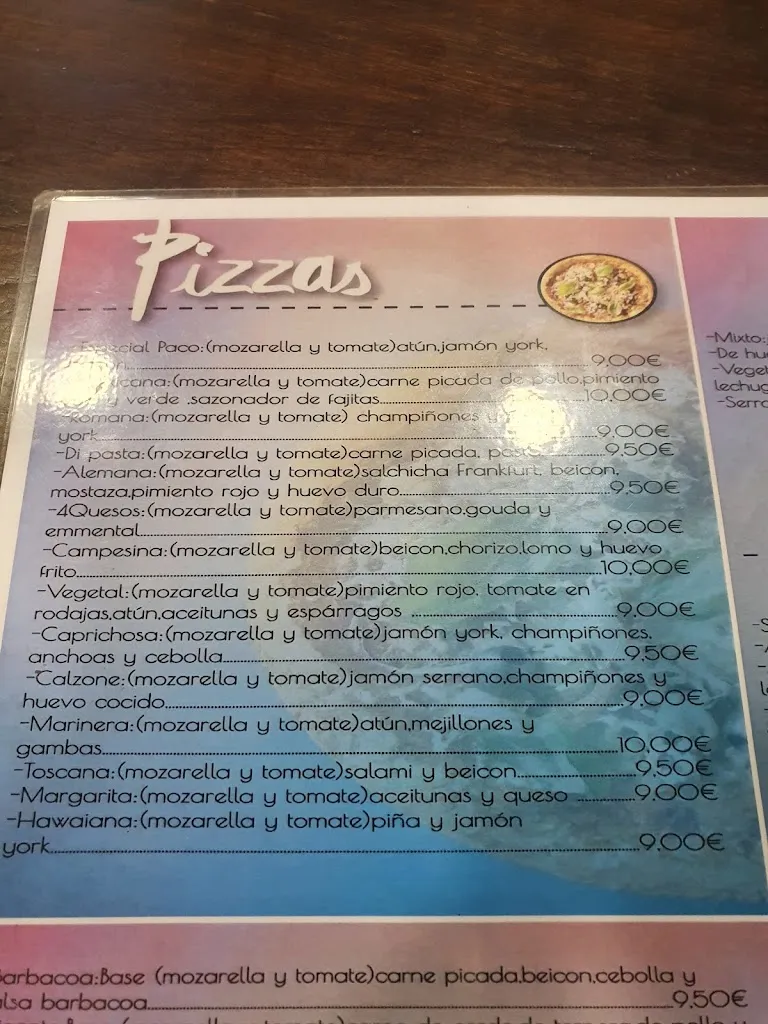 Pizzas
Especial Paco:(mozarella y tomate)atún,jamón york,
9,00€
(mozarella y tomate)carne picada de pollo,pimiento
y verde ,sazonador de fajitas 10,00€
Romana:(mozarella y tomate) champiñones y
york 9,00€
-Di pasta:(mozarella y tomate)carne picada, 9,50€
-Alemana:(mozarella y tomate)salchicha Frankfurt, beicon,
mostaza,pimiento rojo y huevo duro 9,50€
-4Quesos:(mozarella y tomate)parmesano,gouda y
emmental 9,00€
-Campesina:(mozarella y tomate)beicon,chorizo,lomo y huevo
frito 10,00€
-Vegetal:(mozarella y tomate)pimiento rojo, tomate en
rodajas,atún,aceitunas y espárragos 9,00€
-Caprichosa:(mozarella y tomate)jamón york, champiñones,
anchoas y cebolla 9,50€
-Calzone:(mozarella y tomate)jamón serrano,champiñones y
huevo cocido 9,00€
-Marinera:(mozarella y tomate)atún,mejillones y
gambas 10,00€
-Toscana:(mozarella y tomate)salami y beicon 9,50€
-Margarita:(mozarella y tomate)aceitunas y queso 9,00€
-Hawaiana:(mozarella y tomate)piña y jamón
york 9,00€
-Mixto:
-De
-Serra
arbacoa:Base (mozarella y tomate)carne picada,beicon,cebolla y
lsa barbacoa 9,50€